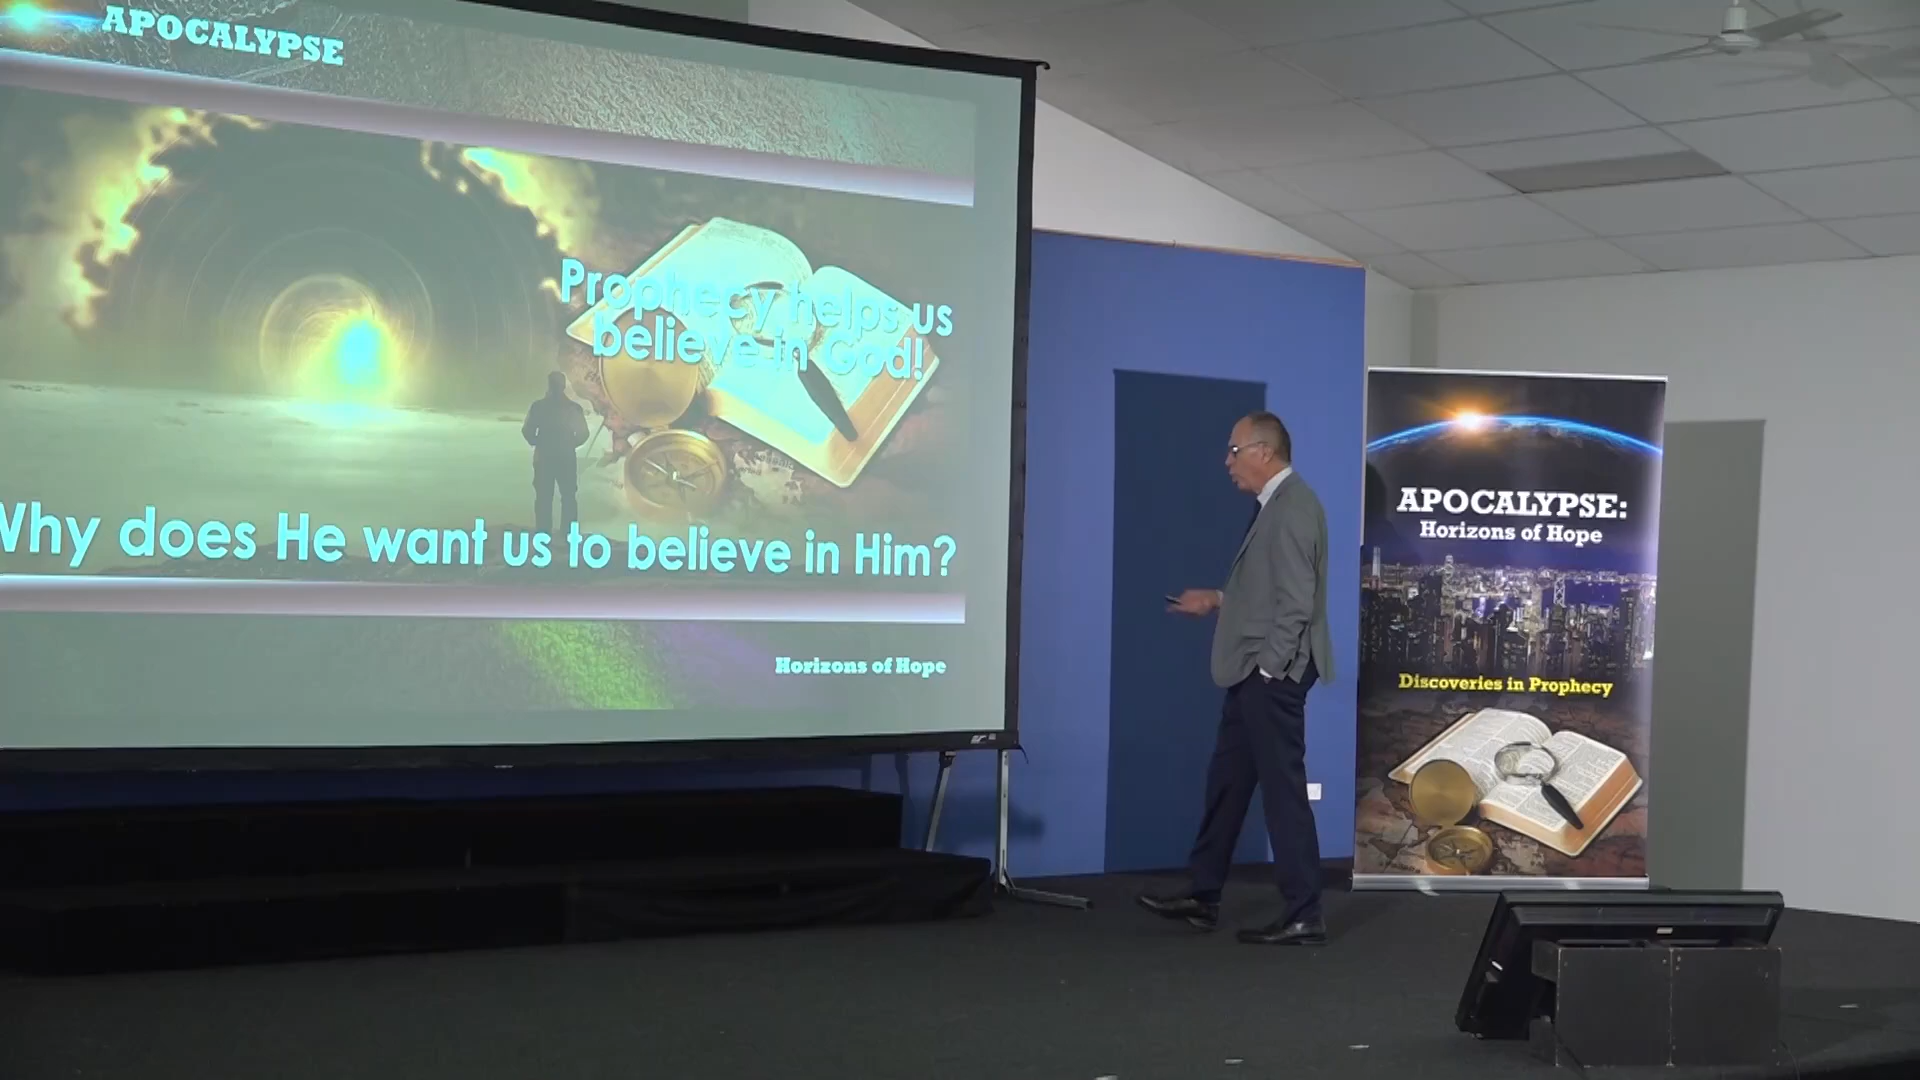 APOCALYPSE
Prophecy helps us
believe in God!
Why does He want us to believe in Him?
Horizons of Hope
APOCALYPSE:
Horizons of Hope
Discoveries in Prophecy